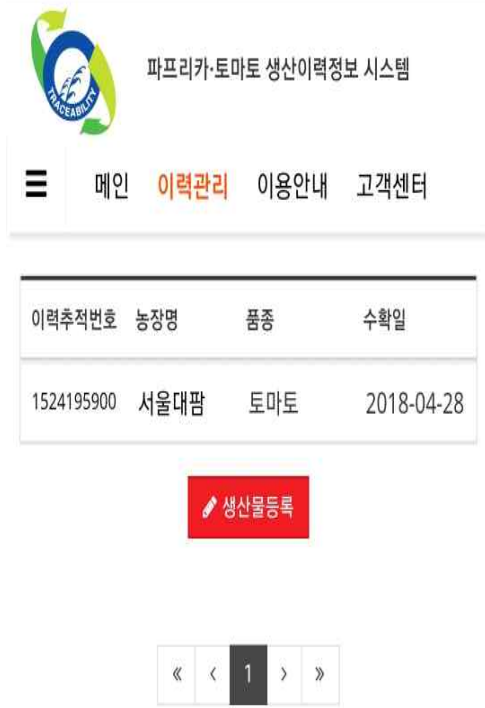 TRACEABILITY
파프리카·토마토 생산이력정보 시스템
메인 이력관리 이용안내 고객센터
이력추적번호 농장명 품종 수확일
1524195900 서울대팜 토마토 2018-04-28
생산물등록
« ‹ 1 › »